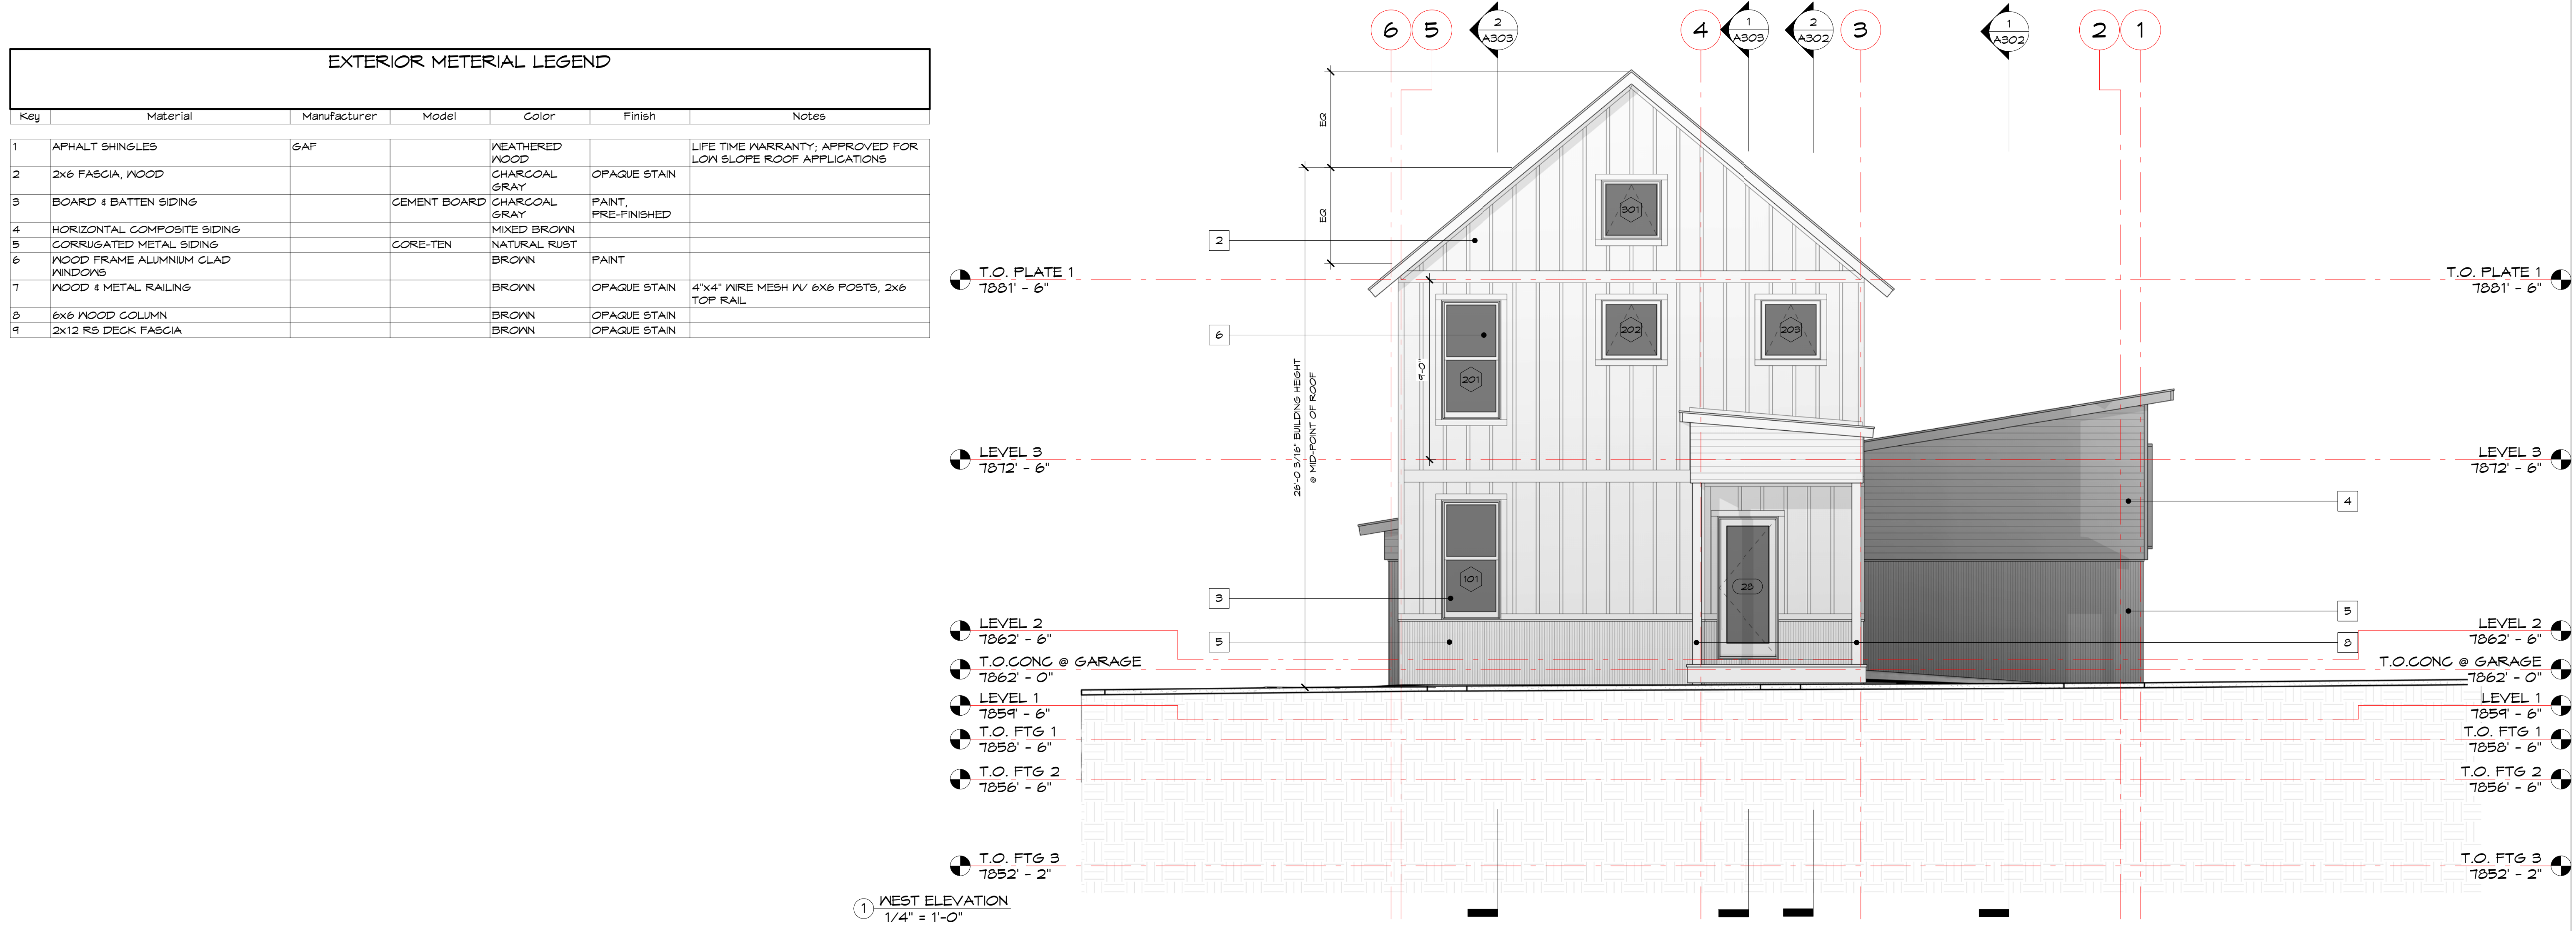 EXTERIOR METERIAL LEGEND
Key Material Manufacturer Model Color Finish Notes
1 APHALT SHINGLES GAF WEATHERED WOOD LIFE TIME WARRANTY; APPROVED FOR LOW SLOPE ROOF APPLICATIONS
2 2x6 FASCIA, WOOD CHARCOAL GRAY OPAQUE STAIN
3 BOARD & BATTEN SIDING CEMENT BOARD CHARCOAL GRAY PAINT, PRE-FINISHED
4 HORIZONTAL COMPOSITE SIDING MIXED BROWN
5 CORRUGATED METAL SIDING CORE-TEN NATURAL RUST
6 WOOD FRAME ALUMNIUM CLAD WINDOWS BROWN PAINT
7 WOOD & METAL RAILING BROWN OPAQUE STAIN 4"x4" WIRE MESH W/ 6X6 POSTS, 2x6 TOP RAIL
8 6x6 WOOD COLUMN BROWN OPAQUE STAIN
9 2x12 RS DECK FASCIA BROWN OPAQUE STAIN
6 5 2 A303 4 1 A303 2 A302 3 1 A302 2 1
EQ
EQ
301
2
T.O. PLATE 1
7881' - 6"
T.O. PLATE 1
7881' - 6"
6
202
203
201
9'-0"
26'-0 3/16" BUILDING HEIGHT
@ MID-POINT OF ROOF
LEVEL 3
7872' - 6"
LEVEL 3
7872' - 6"
4
101
28
3
5
5
8
LEVEL 2
7862' - 6"
LEVEL 2
7862' - 6"
T.O.CONC @ GARAGE
7862' - 0"
T.O.CONC @ GARAGE
7862' - 0"
LEVEL 1
7859' - 6"
LEVEL 1
7859' - 6"
T.O. FTG 1
7858' - 6"
T.O. FTG 1
7858' - 6"
T.O. FTG 2
7856' - 6"
T.O. FTG 2
7856' - 6"
T.O. FTG 3
7852' - 2"
T.O. FTG 3
7852' - 2"
1 WEST ELEVATION
1/4" = 1'-0"